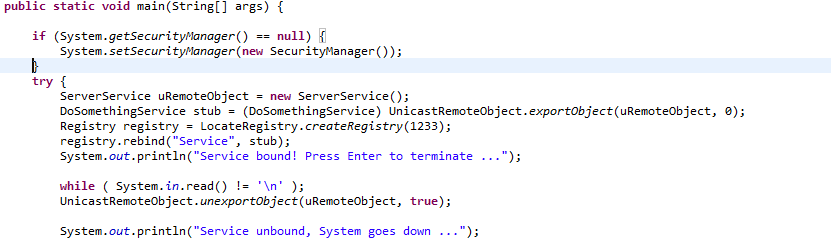 public static void main(String[] args) {
if (System.getSecurityManager() == null) {
System.setSecurityManager(new SecurityManager());
}
try {
ServerService uRemoteObject = new ServerService();
DoSomethingService stub = (DoSomethingService) UnicastRemoteObject.exportObject(uRemoteObject, 0);
Registry registry = LocateRegistry.createRegistry(1233);
registry.rebind("Service", stub);
System.out.println("Service bound! Press Enter to terminate ...");
while ( System.in.read() != '\n' );
UnicastRemoteObject.unexportObject(uRemoteObject, true);
System.out.println("Service unbound, System goes down ...");